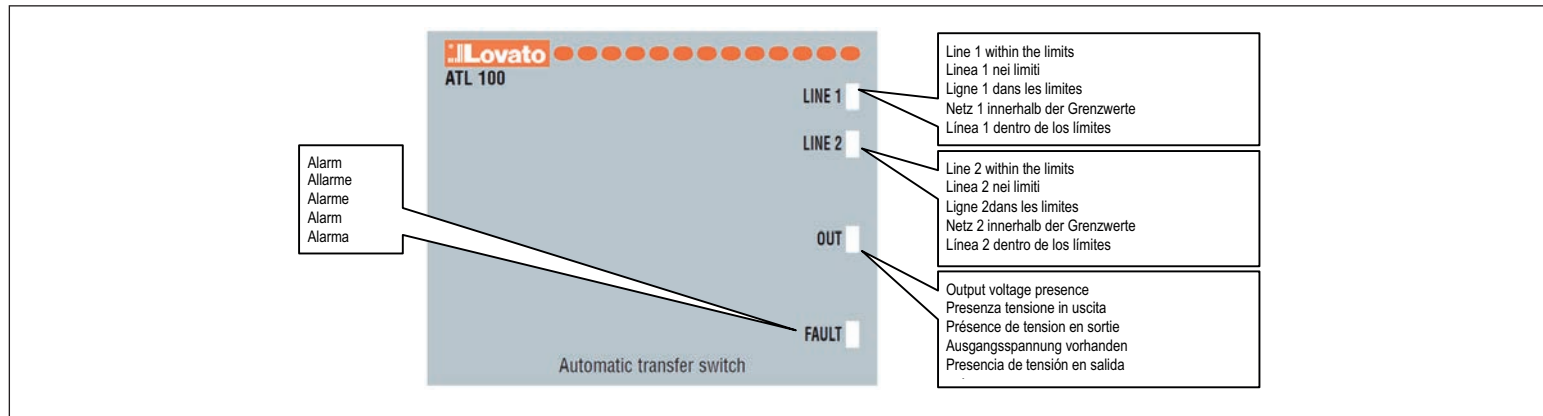 Lovato
ATL 100
LINE 1
LINE 2
OUT
FAULT
Automatic transfer switch
Alarm
Allarme
Alarme
Alarm
Alarma
Line 1 within the limits
Linea 1 nei limiti
Ligne 1 dans les limites
Netz 1 innerhalb der Grenzwerte
Línea 1 dentro de los límites
Line 2 within the limits
Linea 2 nei limiti
Ligne 2dans les limites
Netz 2 innerhalb der Grenzwerte
Línea 2 dentro de los límites
Output voltage presence
Presenza tensione in uscita
Présence de tension en sortie
Ausgangsspannung vorhanden
Presencia de tensión en salida